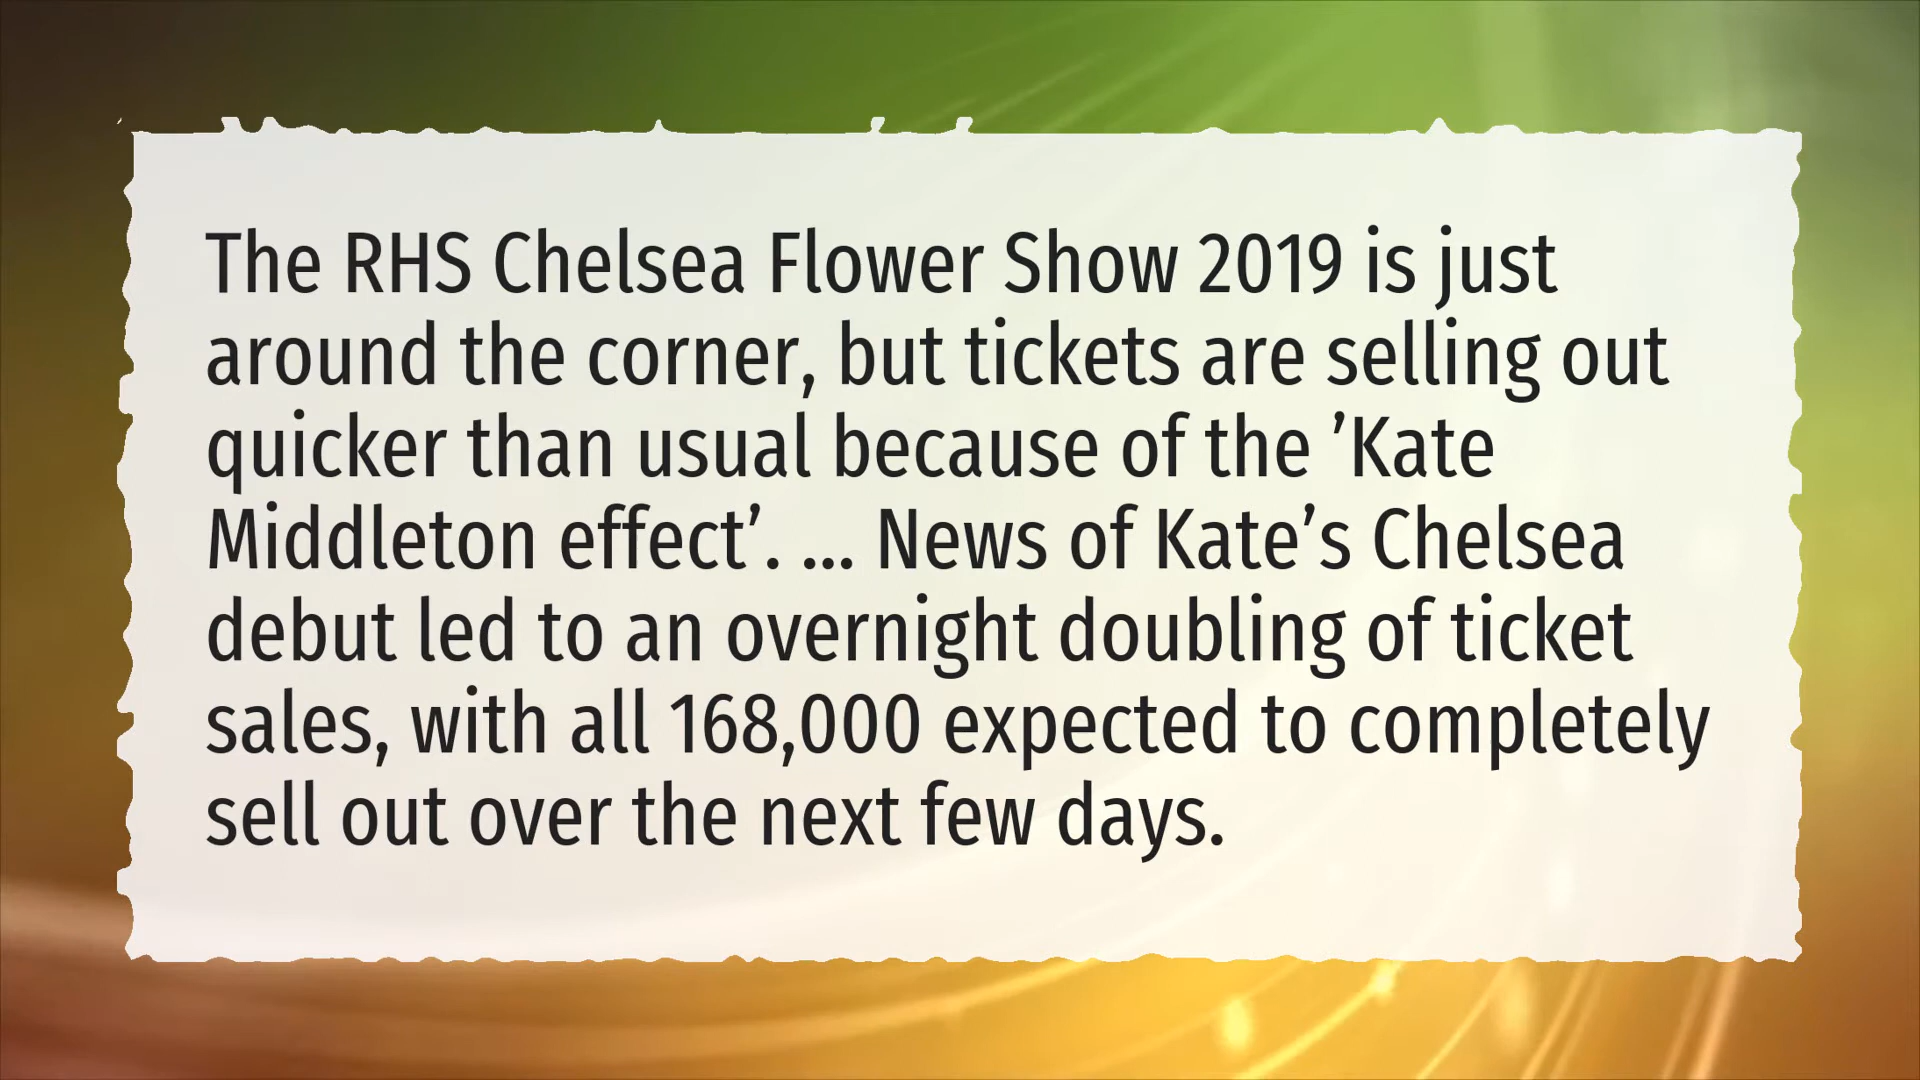 The RHS Chelsea Flower Show 2019 is just
around the corner, but tickets are selling out
quicker than usual because of the ’Kate
Middleton effect’. ... News of Kate’s Chelsea
debut led to an overnight doubling of ticket
sales, with all 168,000 expected to completely
sell out over the next few days.